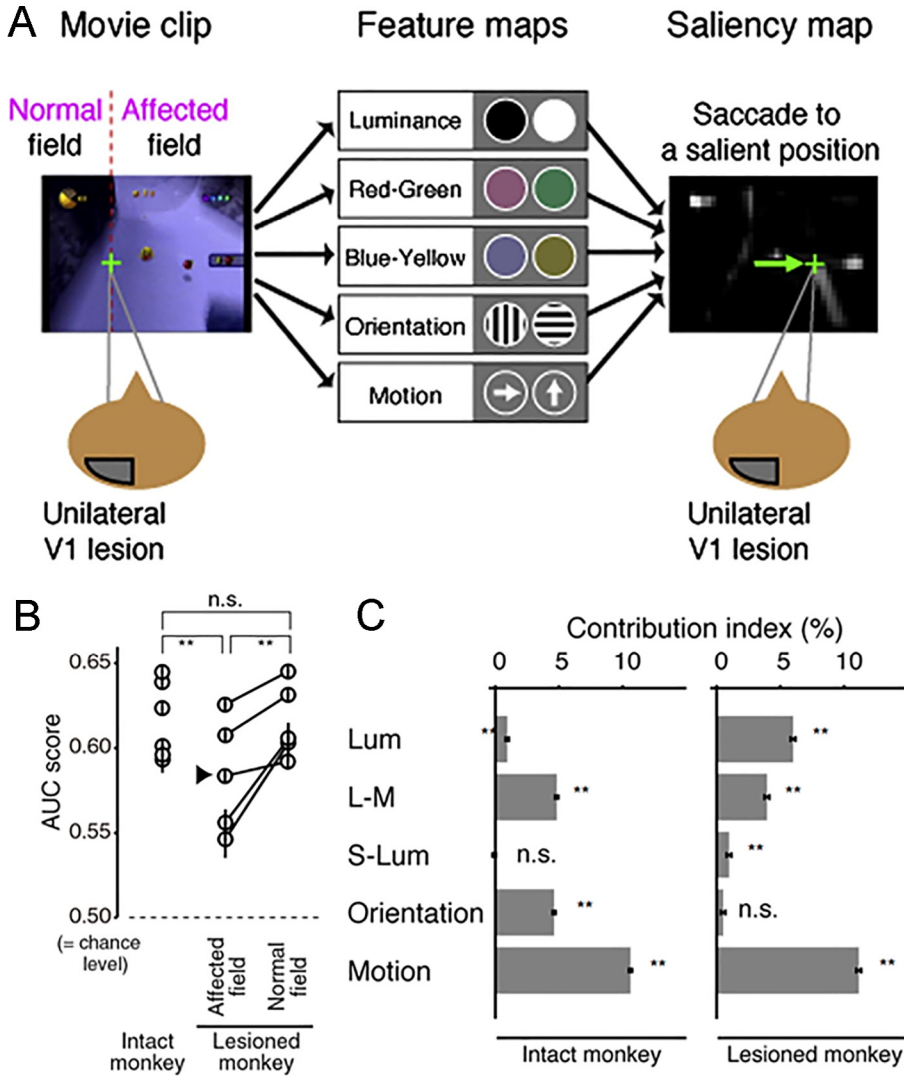 A
Movie clip
Feature maps
Saliency map
Normal
field
Affected
field
Luminance
Red-Green
Blue-Yellow
Orientation
Motion
Saccade to
a salient position
Unilateral
V1 lesion
Unilateral
V1 lesion
B
n.s.
** **
AUC score
0.65
0.60
0.55
0.50
(= chance
level)
Affected
field
Normal
field
Intact
monkey
Lesioned
monkey
C
Contribution index (%)
0 5 10 0 5 10
Lum ** **
L-M ** **
S-Lum n.s. **
Orientation ** n.s.
Motion ** **
Intact monkey
Lesioned monkey